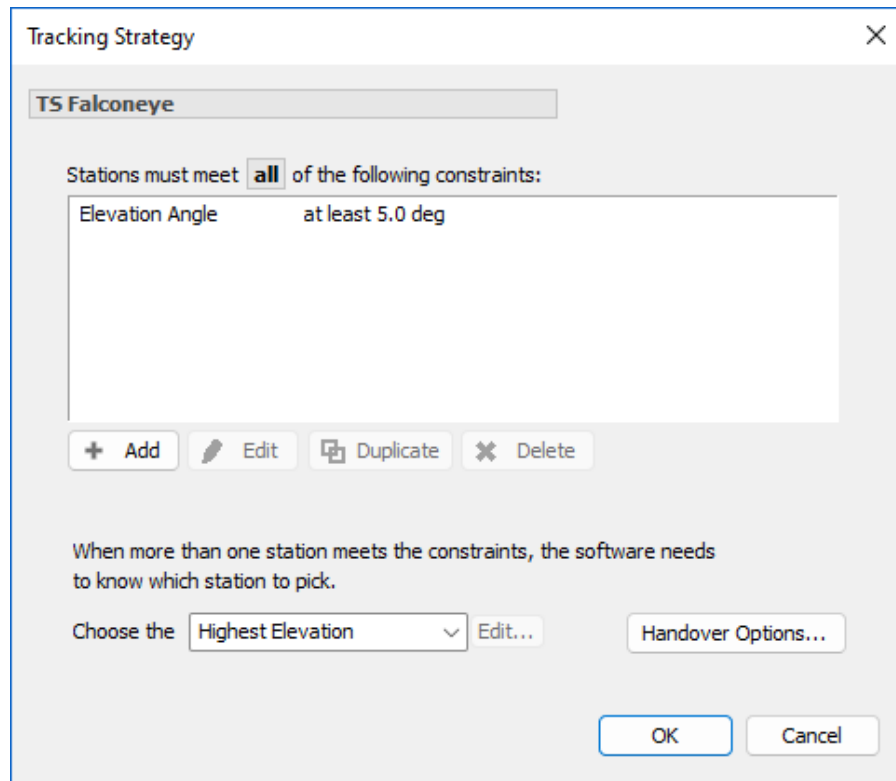 Tracking Strategy
TS Falconeye
Stations must meet all of the following constraints:
Elevation Angle at least 5.0 deg
Add Edit Duplicate Delete
When more than one station meets the constraints, the software needs
to know which station to pick.
Choose the Highest Elevation Edit... Handover Options...
OK Cancel